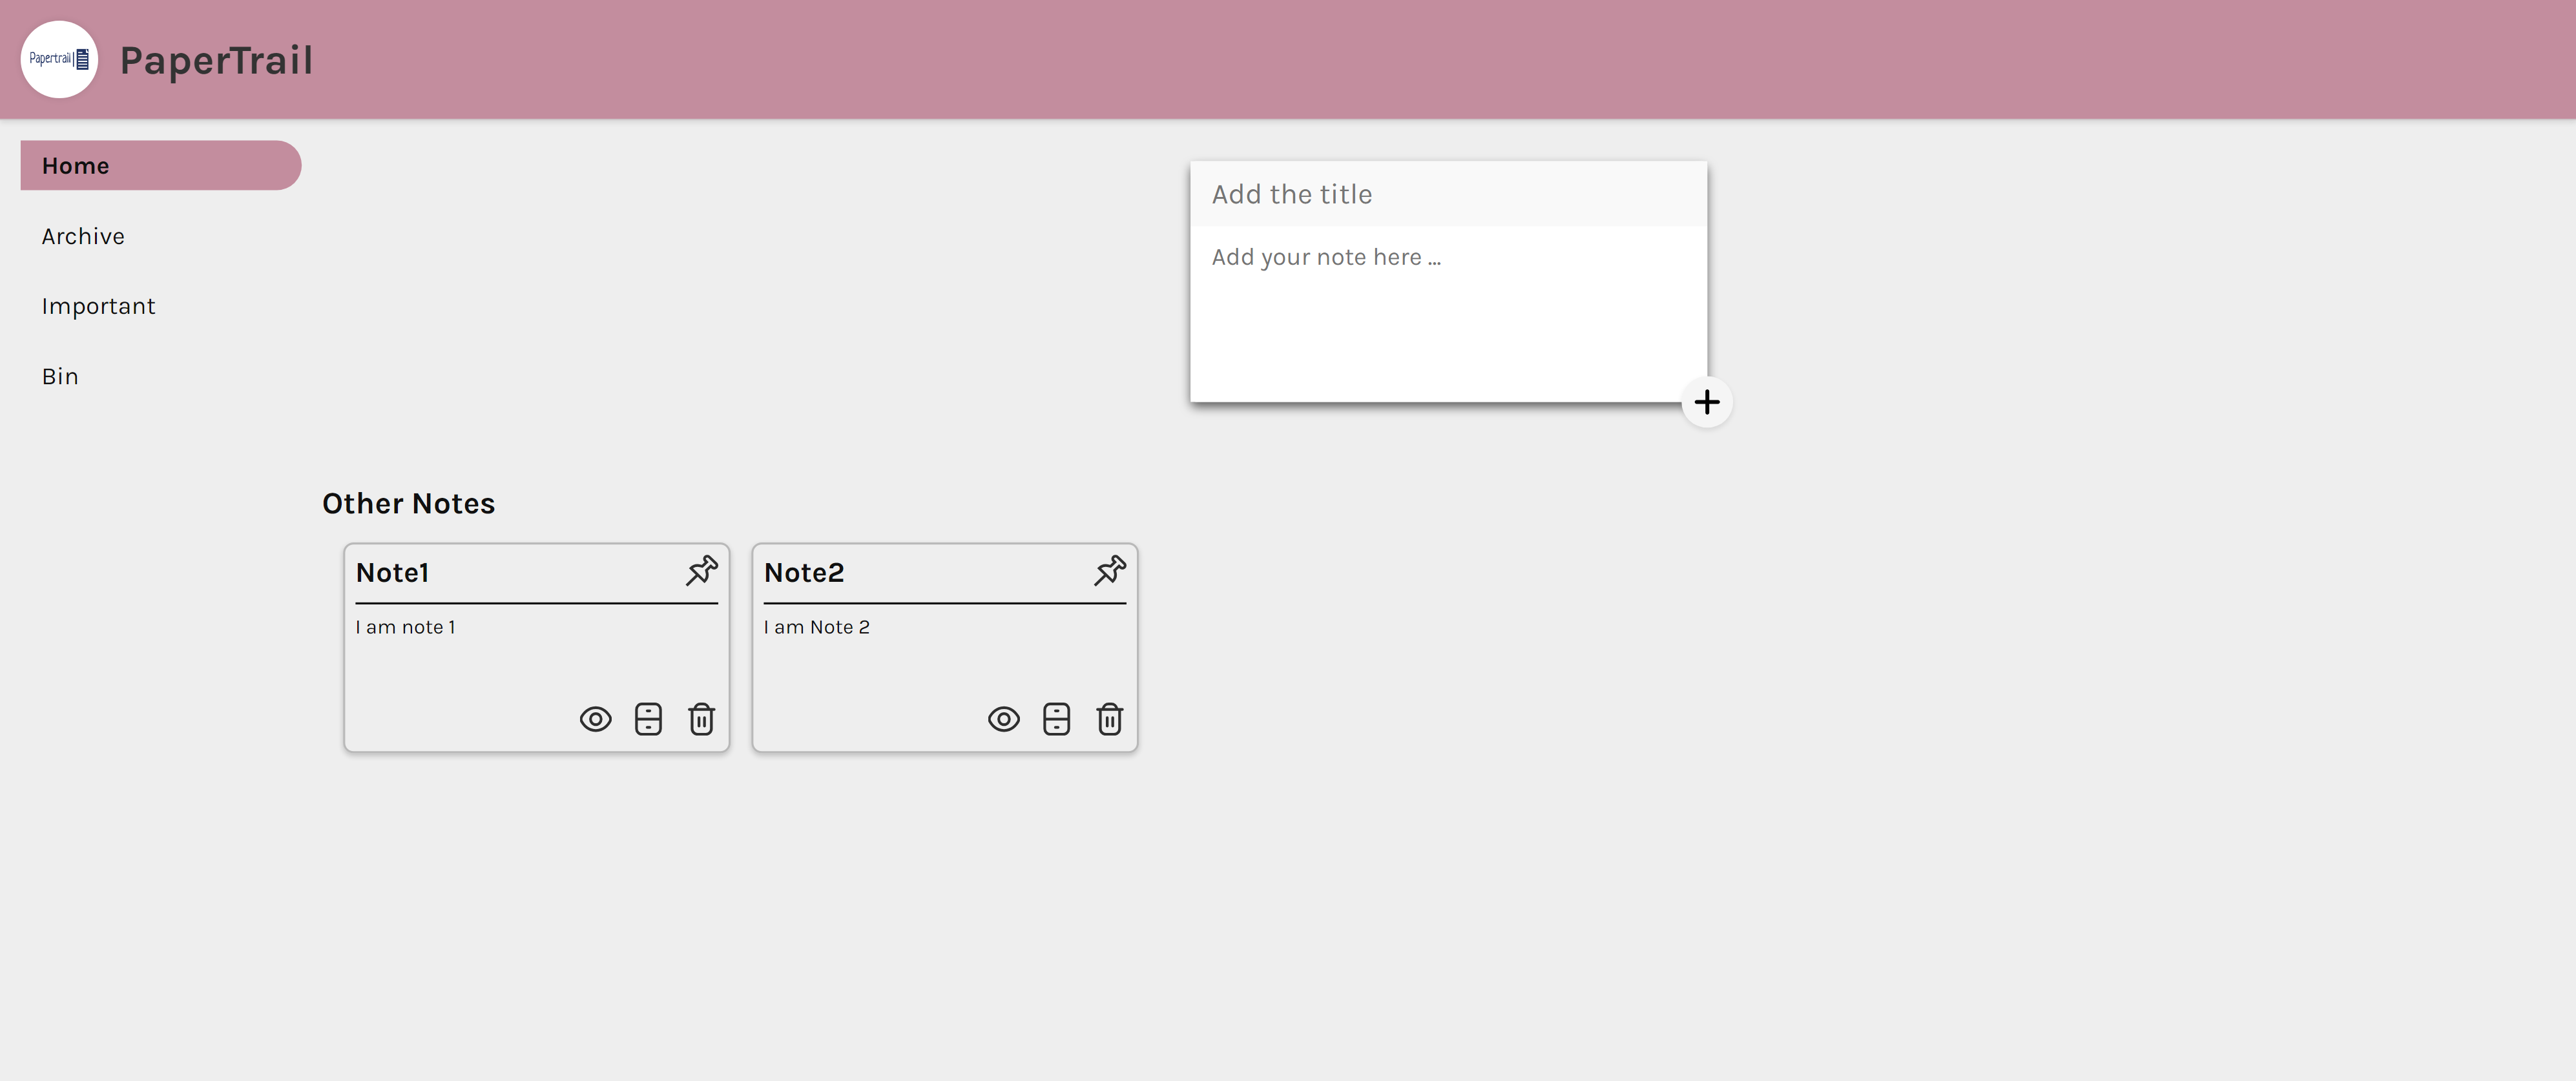 Papertrail
PaperTrail
Home
Archive
Important
Bin
Add the title
Add your note here ...
Other Notes
Note1
I am note 1
Note2
I am Note 2